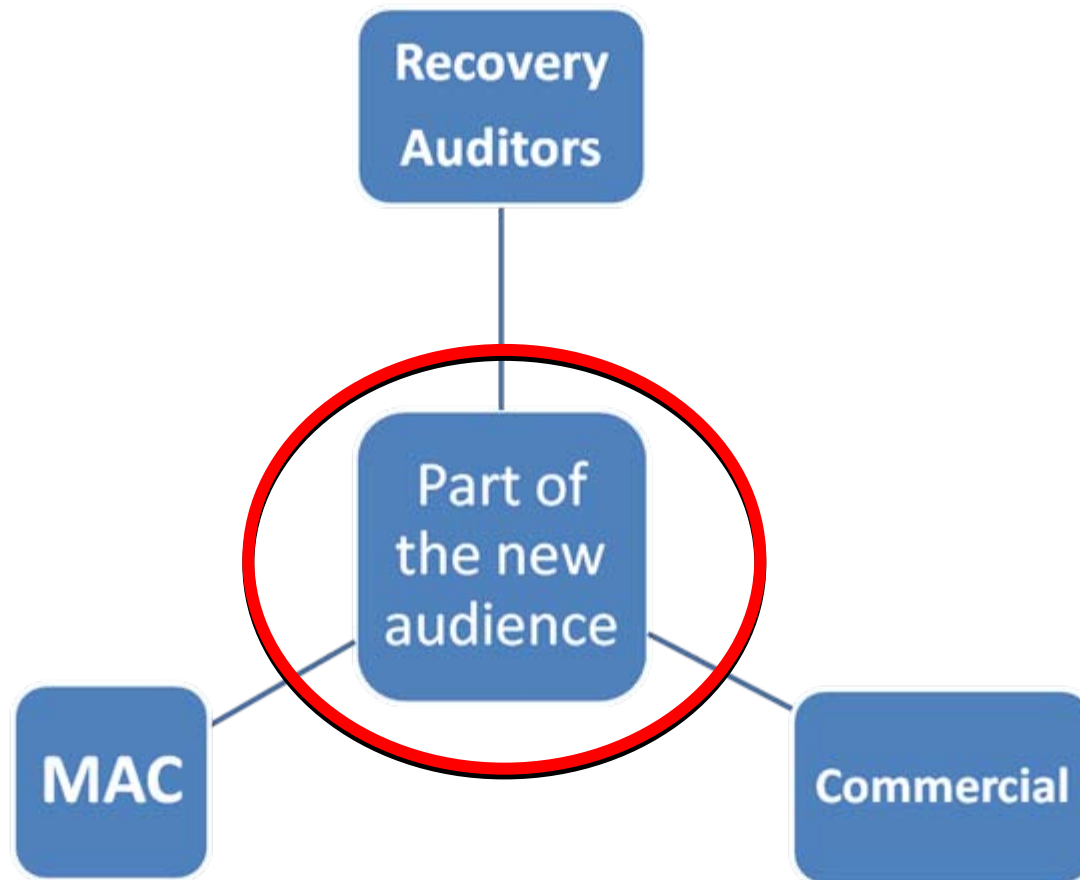 Recovery
Auditors
Part of
the new
audience
MAC
Commercial